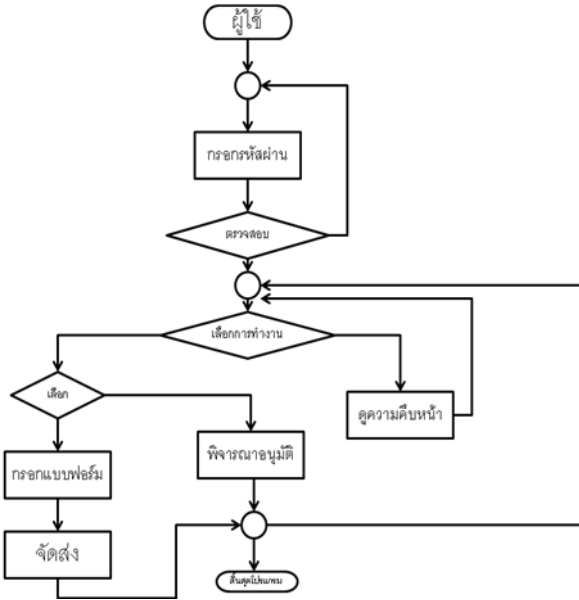 ผู้ใช้
กรอกรหัสผ่าน
ตรวจสอบ
เลือกการทำงาน
เลือก
ดูความคืบหน้า
พิจารณาอนุมัติ
กรอกแบบฟอร์ม
จัดส่ง
สิ้นสุดโปรแกรม